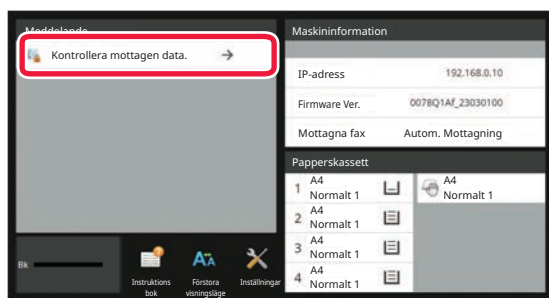 Meddelande
Kontrollera mottagen data.
Bk
Instruktions
bok
Förstora
visningsläge
Inställningar
Maskininformation
IP-adress 192.168.0.10
Firmware Ver. 0078Q1Af_23030100
Mottagna fax Autom. Mottagning
Papperskassett
1 A4
Normalt 1
A4
Normalt 1
2 A4
Normalt 1
3 A4
Normalt 1
4 A4
Normalt 1